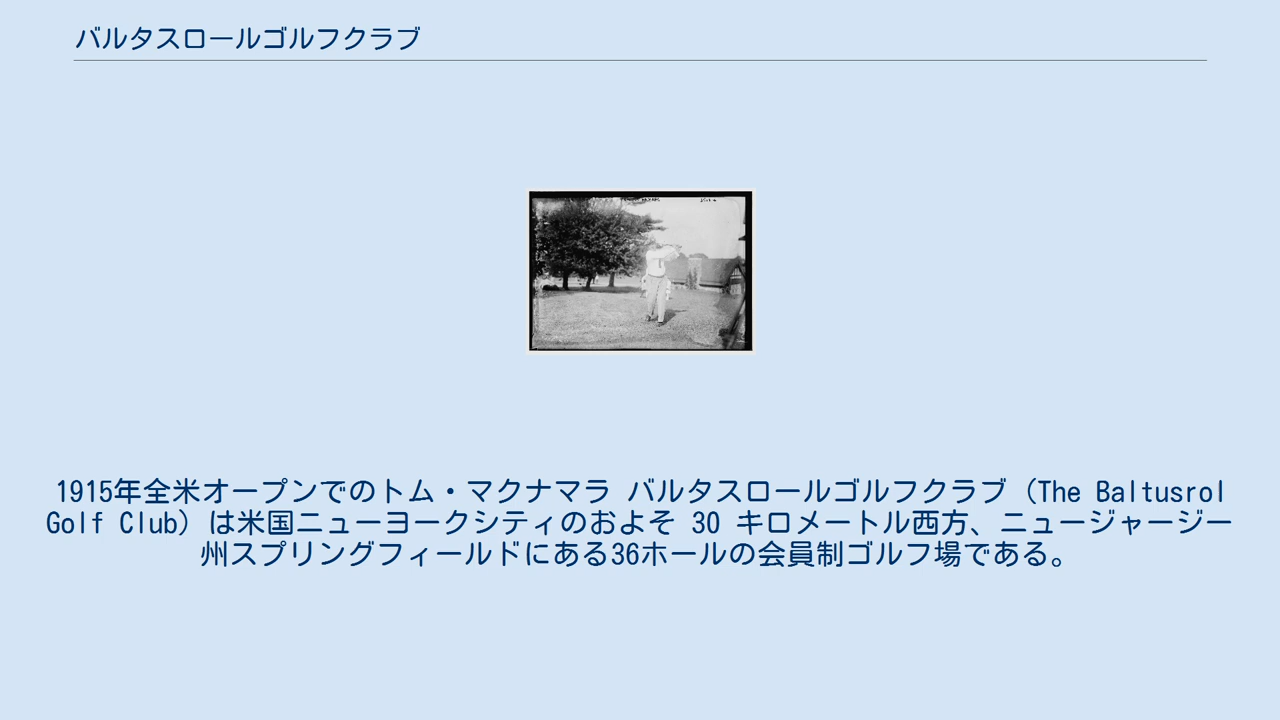 バルタスロールゴルフクラブ
1915年全米オープンでのトム・マクナマラ バルタスロールゴルフクラブ（The Baltusrol
Golf Club）は米国ニューヨークシティのおよそ 30 キロメートル西方、ニュージャージー
州スプリングフィールドにある36ホールの会員制ゴルフ場である。